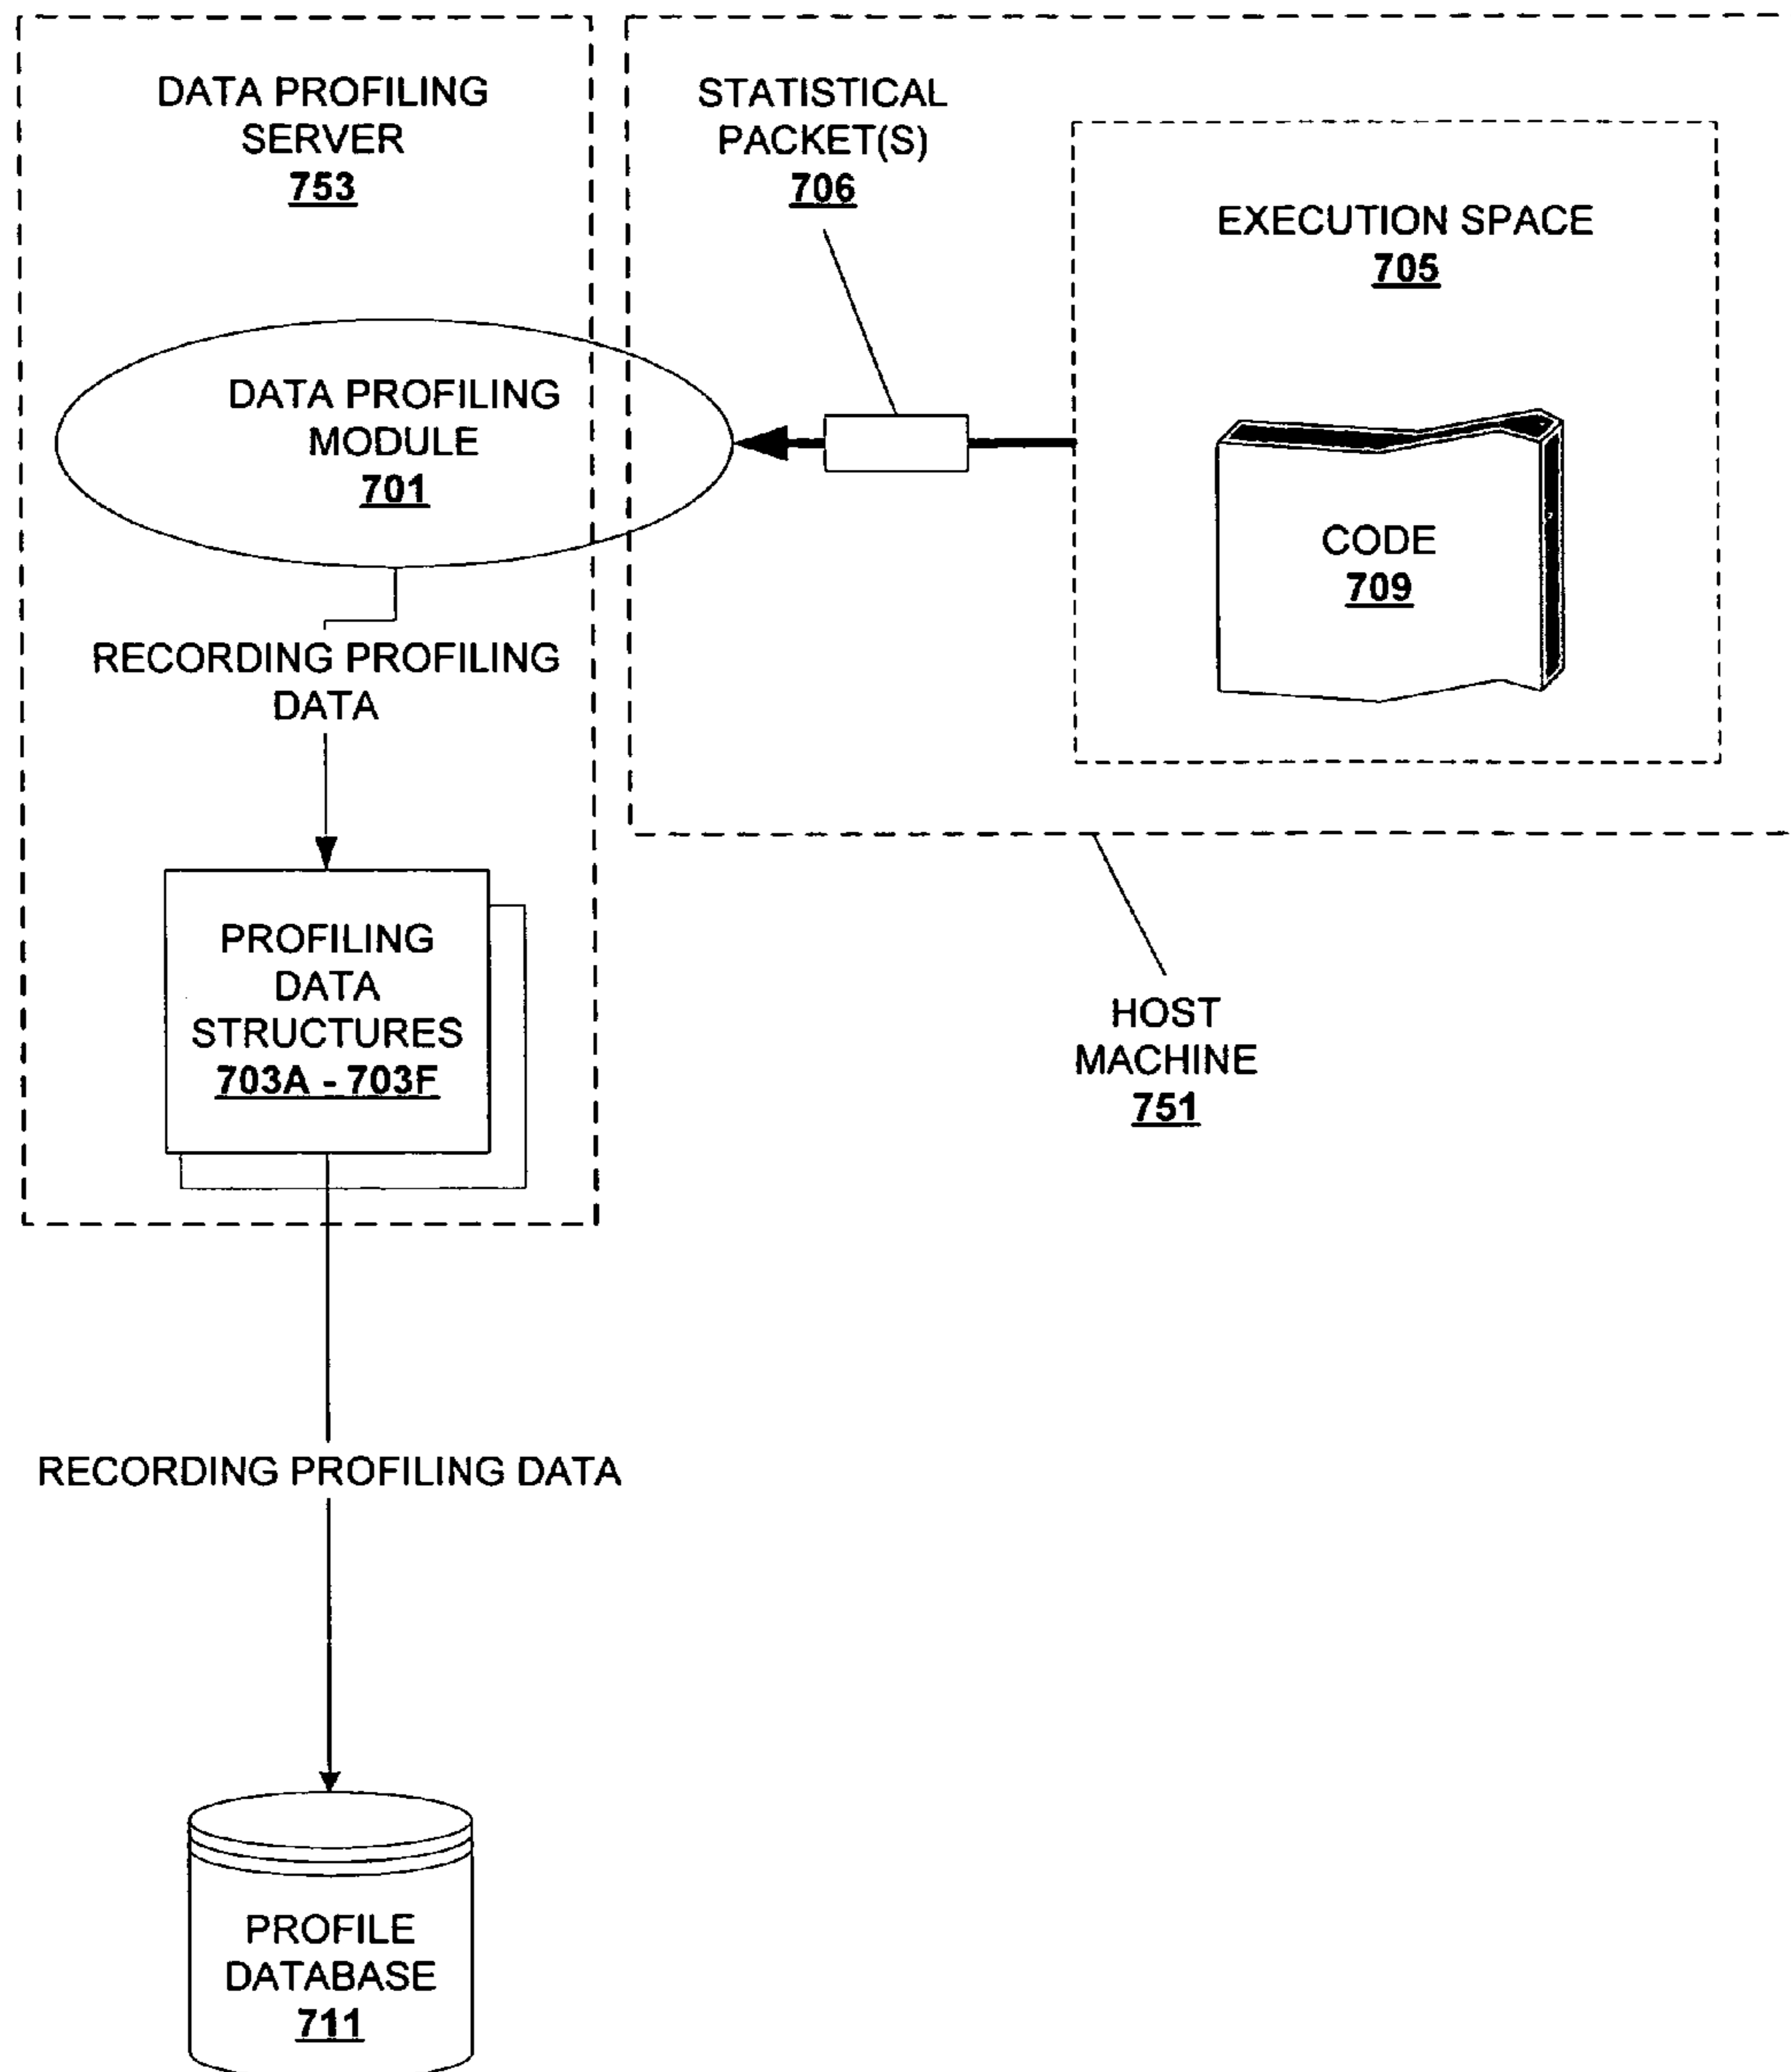 DATA PROFILING
SERVER
753
STATISTICAL
PACKET(S)
706
EXECUTION SPACE
705
DATA PROFILING
MODULE
701
CODE
709
RECORDING PROFILING
DATA
PROFILING
DATA
STRUCTURES
703A - 703F
HOST
MACHINE
751
RECORDING PROFILING DATA
PROFILE
DATABASE
711